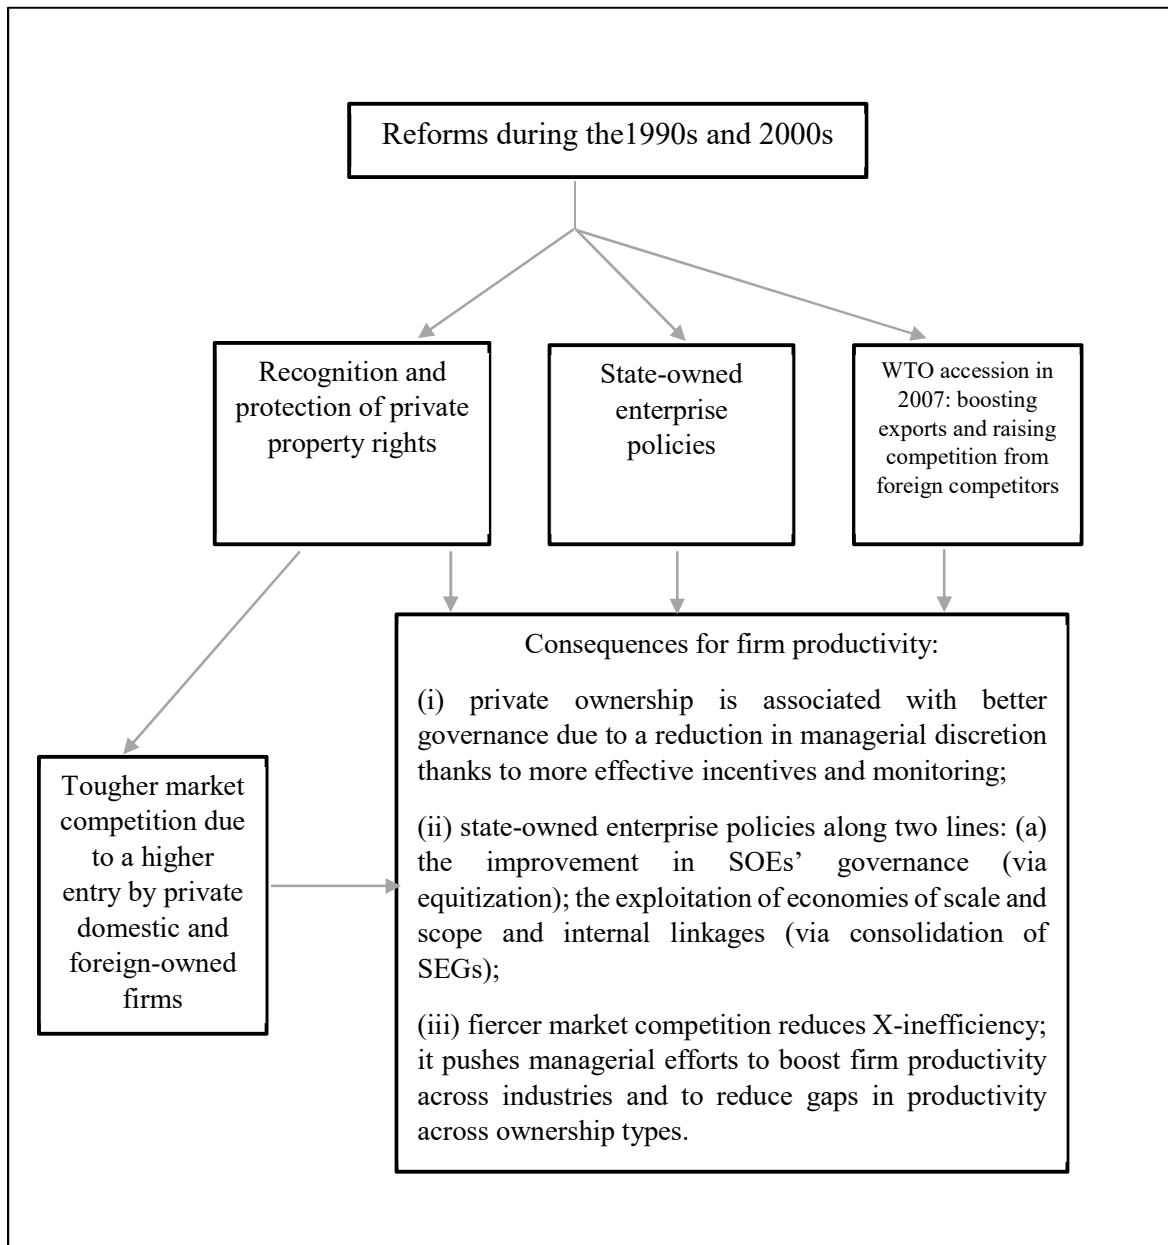 Reforms during the1990s and 2000s
Recognition and
protection of private
property rights
State-owned
enterprise
policies
WTO accession in
2007: boosting
exports and raising
competition from
foreign competitors
Tougher market
competition due
to a higher
entry by private
domestic and
foreign-owned
firms
Consequences for firm productivity:
(i) private ownership is associated with better
governance due to a reduction in managerial discretion
thanks to more effective incentives and monitoring;
(ii) state-owned enterprise policies along two lines: (a)
the improvement in SOEs’ governance (via
equitization); the exploitation of economies of scale and
scope and internal linkages (via consolidation of
SEGs);
(iii) fiercer market competition reduces X-inefficiency;
it pushes managerial efforts to boost firm productivity
across industries and to reduce gaps in productivity
across ownership types.